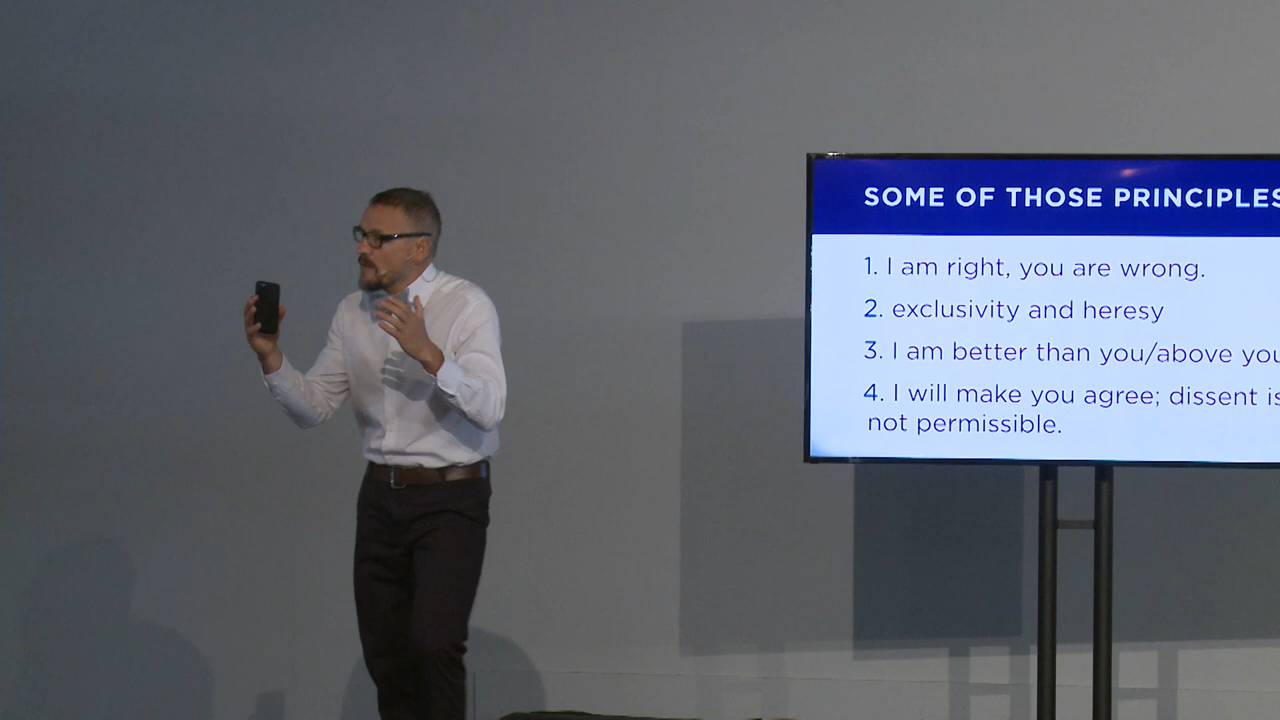 SOME OF THOSE PRINCIPLES
1. I am right, you are wrong.
2. exclusivity and heresy
3. I am better than you/above you
4. I will make you agree; dissent is
not permissible.